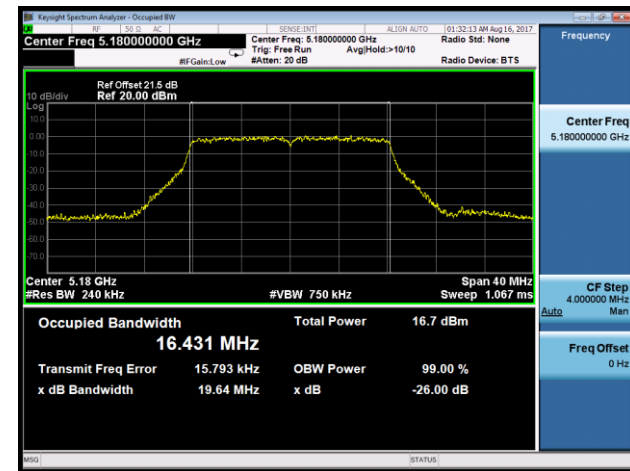 Keysight Spectrum Analyzer - Occupied BW
RF 50 Ω AC SENSE:INT ALIGN AUTO 01:32:13 AM Aug 16, 2017
Center Freq 5.180000000 GHz
Center Freq: 5.180000000 GHz
Radio Std: None
Trig: Free Run Avg|Hold:>10/10
#IFGain:Low #Atten: 20 dB Radio Device: BTS
Frequency
Ref Offset 21.5 dB
10 dB/div Ref 20.00 dBm
Log
10.0
0.00
-10.0
-20.0
-30.0
-40.0
-50.0
-60.0
-70.0
Center Freq
5.180000000 GHz
Center 5.18 GHz Span 40 MHz
#Res BW 240 kHz #VBW 750 kHz Sweep 1.067 ms
CF Step
4.000000 MHz
Auto Man
Occupied Bandwidth Total Power 16.7 dBm
16.431 MHz
Freq Offset
0 Hz
Transmit Freq Error 15.793 kHz OBW Power 99.00 %
x dB Bandwidth 19.64 MHz x dB -26.00 dB
MSG STATUS